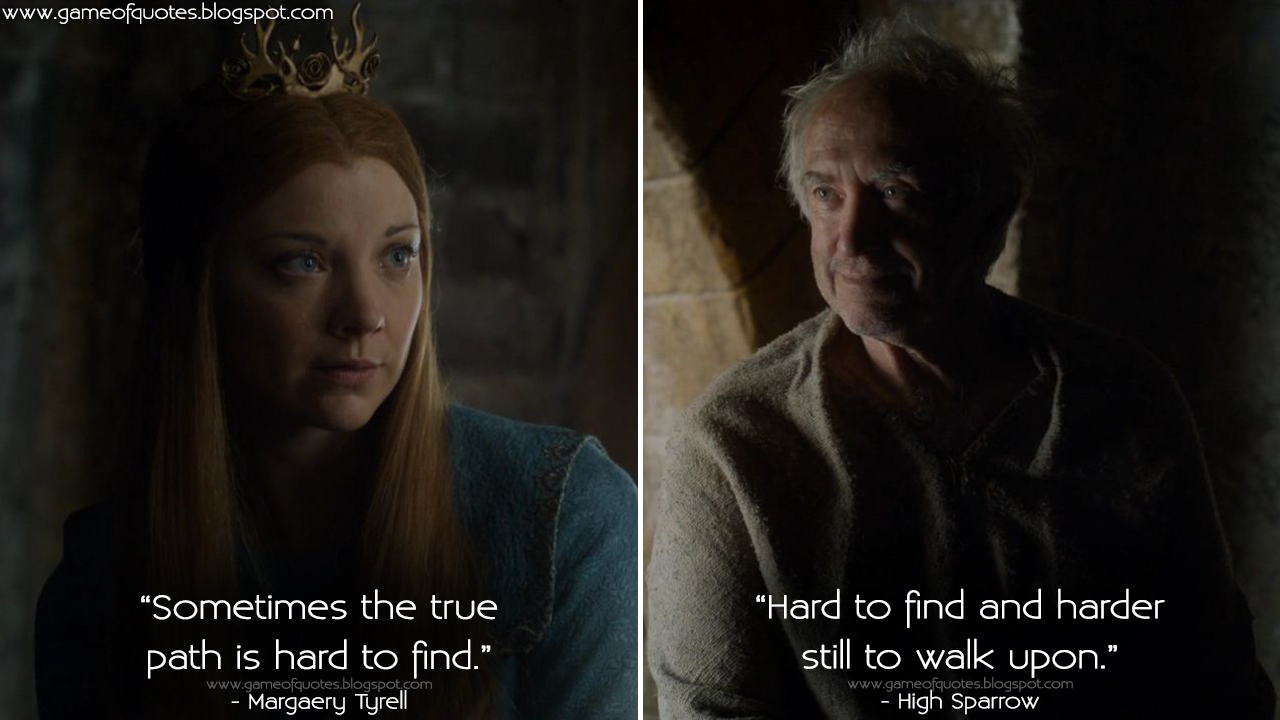 www.gameofquotes.blogspot.com
“Sometimes the true
path is hard to find.”
www.gameofquotes.blogspot.com
- Margaery Tyrell
“Hard to find and harder
still to walk upon.”
www.gameofquotes.blogspot.com
- High Sparrow